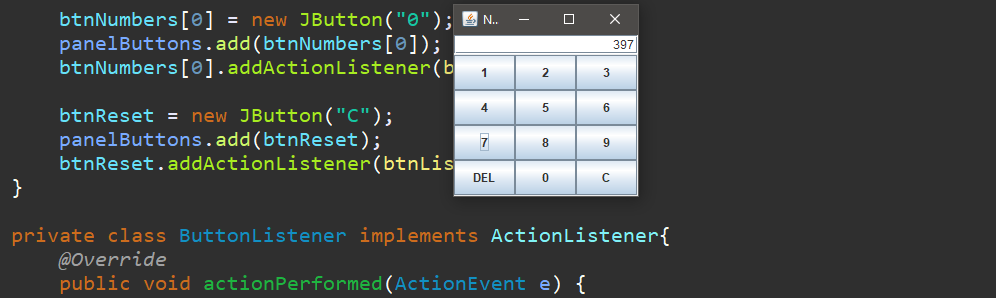 btnNumbers[0] = new JButton("0");
panelButtons.add(btnNumbers[0]);
btnNumbers[0].addActionListener(b
btnReset = new JButton("C");
panelButtons.add(btnReset);
btnReset.addActionListener(btnLis
}
private class ButtonListener implements ActionListener{
@Override
public void actionPerformed(ActionEvent e) {
N..
397
1 2 3
4 5 6
7 8 9
DEL 0 C